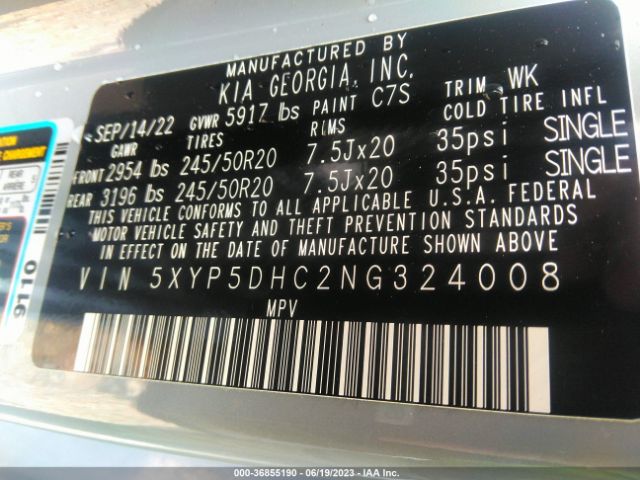 MANUFACTURED BY
KIA GEORGIA, INC.
SEP/14/22 GVWR 5917 lbs PAINT C7S TRIM WK
GAWR TIRES RIMS COLD TIRE INFL
FRONT 2954 lbs 245/50R20 7.5Jx20 35psi SINGLE
REAR 3196 lbs 245/50R20 7.5Jx20 35psi SINGLE
THIS VEHICLE CONFORMS TO ALL APPLICABLE U.S.A. FEDERAL
MOTOR VEHICLE SAFETY AND THEFT PREVENTION STANDARDS
IN EFFECT ON THE DATE OF MANUFACTURE SHOWN ABOVE
VIN 5XYP5DHC2NG324008
MPV
9110
000-36855190 - 06/19/2023 - IAA Inc.